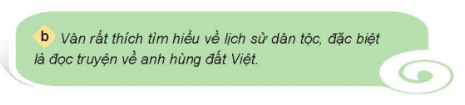 b Vân rất thích tìm hiểu về lịch sử dân tộc, đặc biệt
là đọc truyện về anh hùng đất Việt.